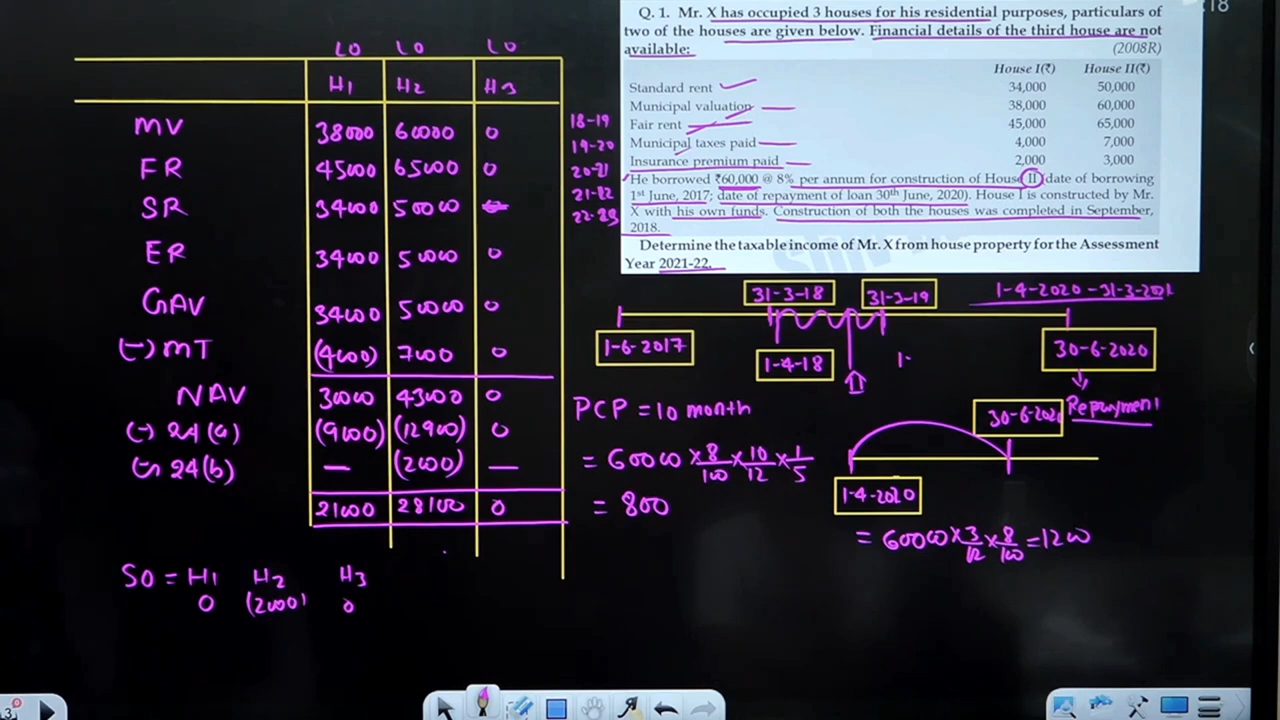 :18
Q. 1. Mr. X has occupied 3 houses for his residential purposes, particulars of
two of the houses are given below. Financial details of the third house are not
available: (2008R)
House I(₹) House II(₹)
Standard rent 34,000 50,000
Municipal valuation 38,000 60,000
Fair rent 45,000 65,000
Municipal taxes paid 4,000 7,000
Insurance premium paid 2,000 3,000
He borrowed ₹60,000 @ 8% per annum for construction of House II (date of borrowing
1st June, 2017; date of repayment of loan 30th June, 2020). House I is constructed by Mr.
X with his own funds. Construction of both the houses was completed in September,
2018.
Determine the taxable income of Mr. X from house property for the Assessment
Year 2021-22.
LO LO LO
H1 H2 H3
MV 38000 60000 0
FR 45000 65000 0
SR 34000 50000
ER 34000 50000 0
GAV 34000 50000 0
(-) MT (4000) 7000 0
NAV 30000 43000 0
(-) 24(a) (9000) (12900) 0
(-) 24(b) — (2000) —
21000 28100 0
SO = H1 H2 H3
0 (2000) 0
18-19
19-20
20-21
21-22
22-23
31-3-18 31-3-19 1-4-2020 - 31-3-2021
1-6-2017 1-4-18 1- 30-6-2020
Repayment
PCP = 10 month
= 60000 × 8/100 × 10/12 × 1/5
= 800
30-6-2020
1-4-2020
= 60000 × 3/12 × 8/100 = 1200
3